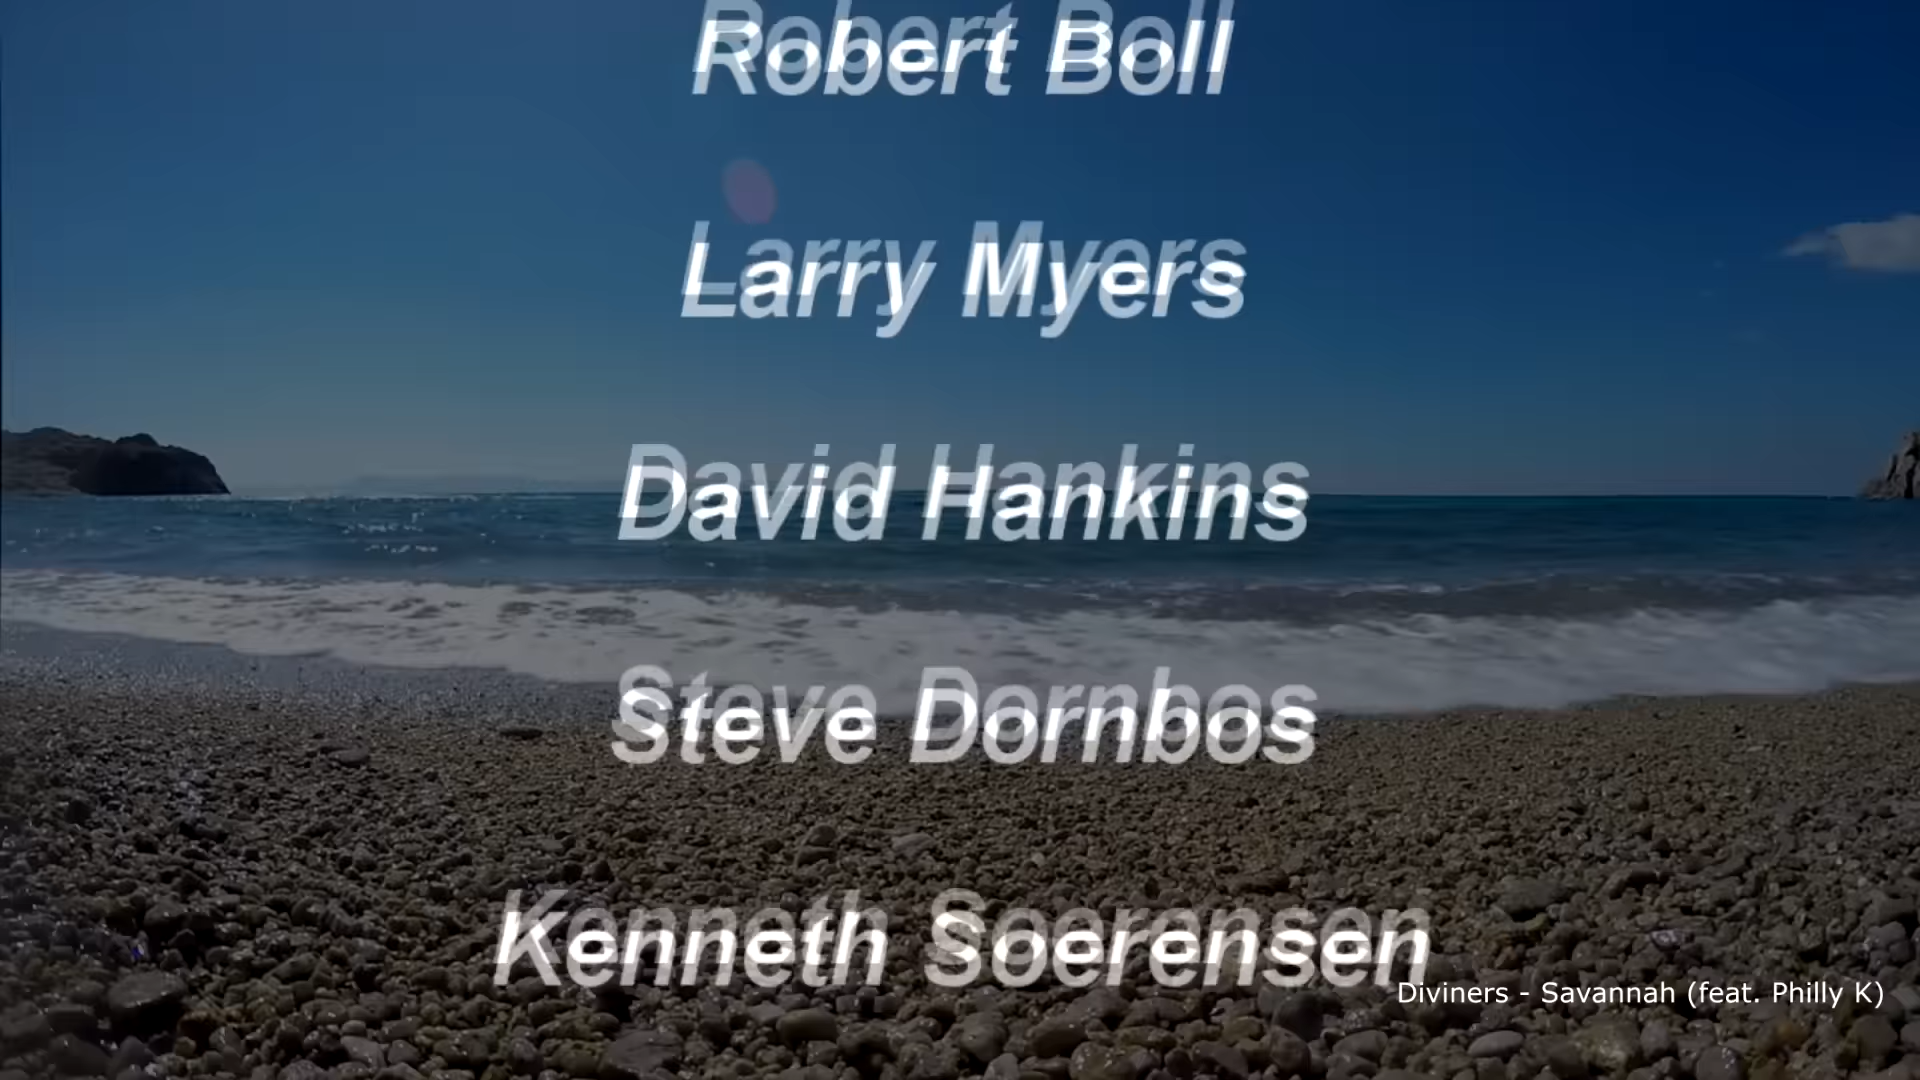 Robert Boll
Larry Myers
David Hankins
Steve Dornbos
Kenneth Soerensen
Diviners - Savannah (feat. Philly K)